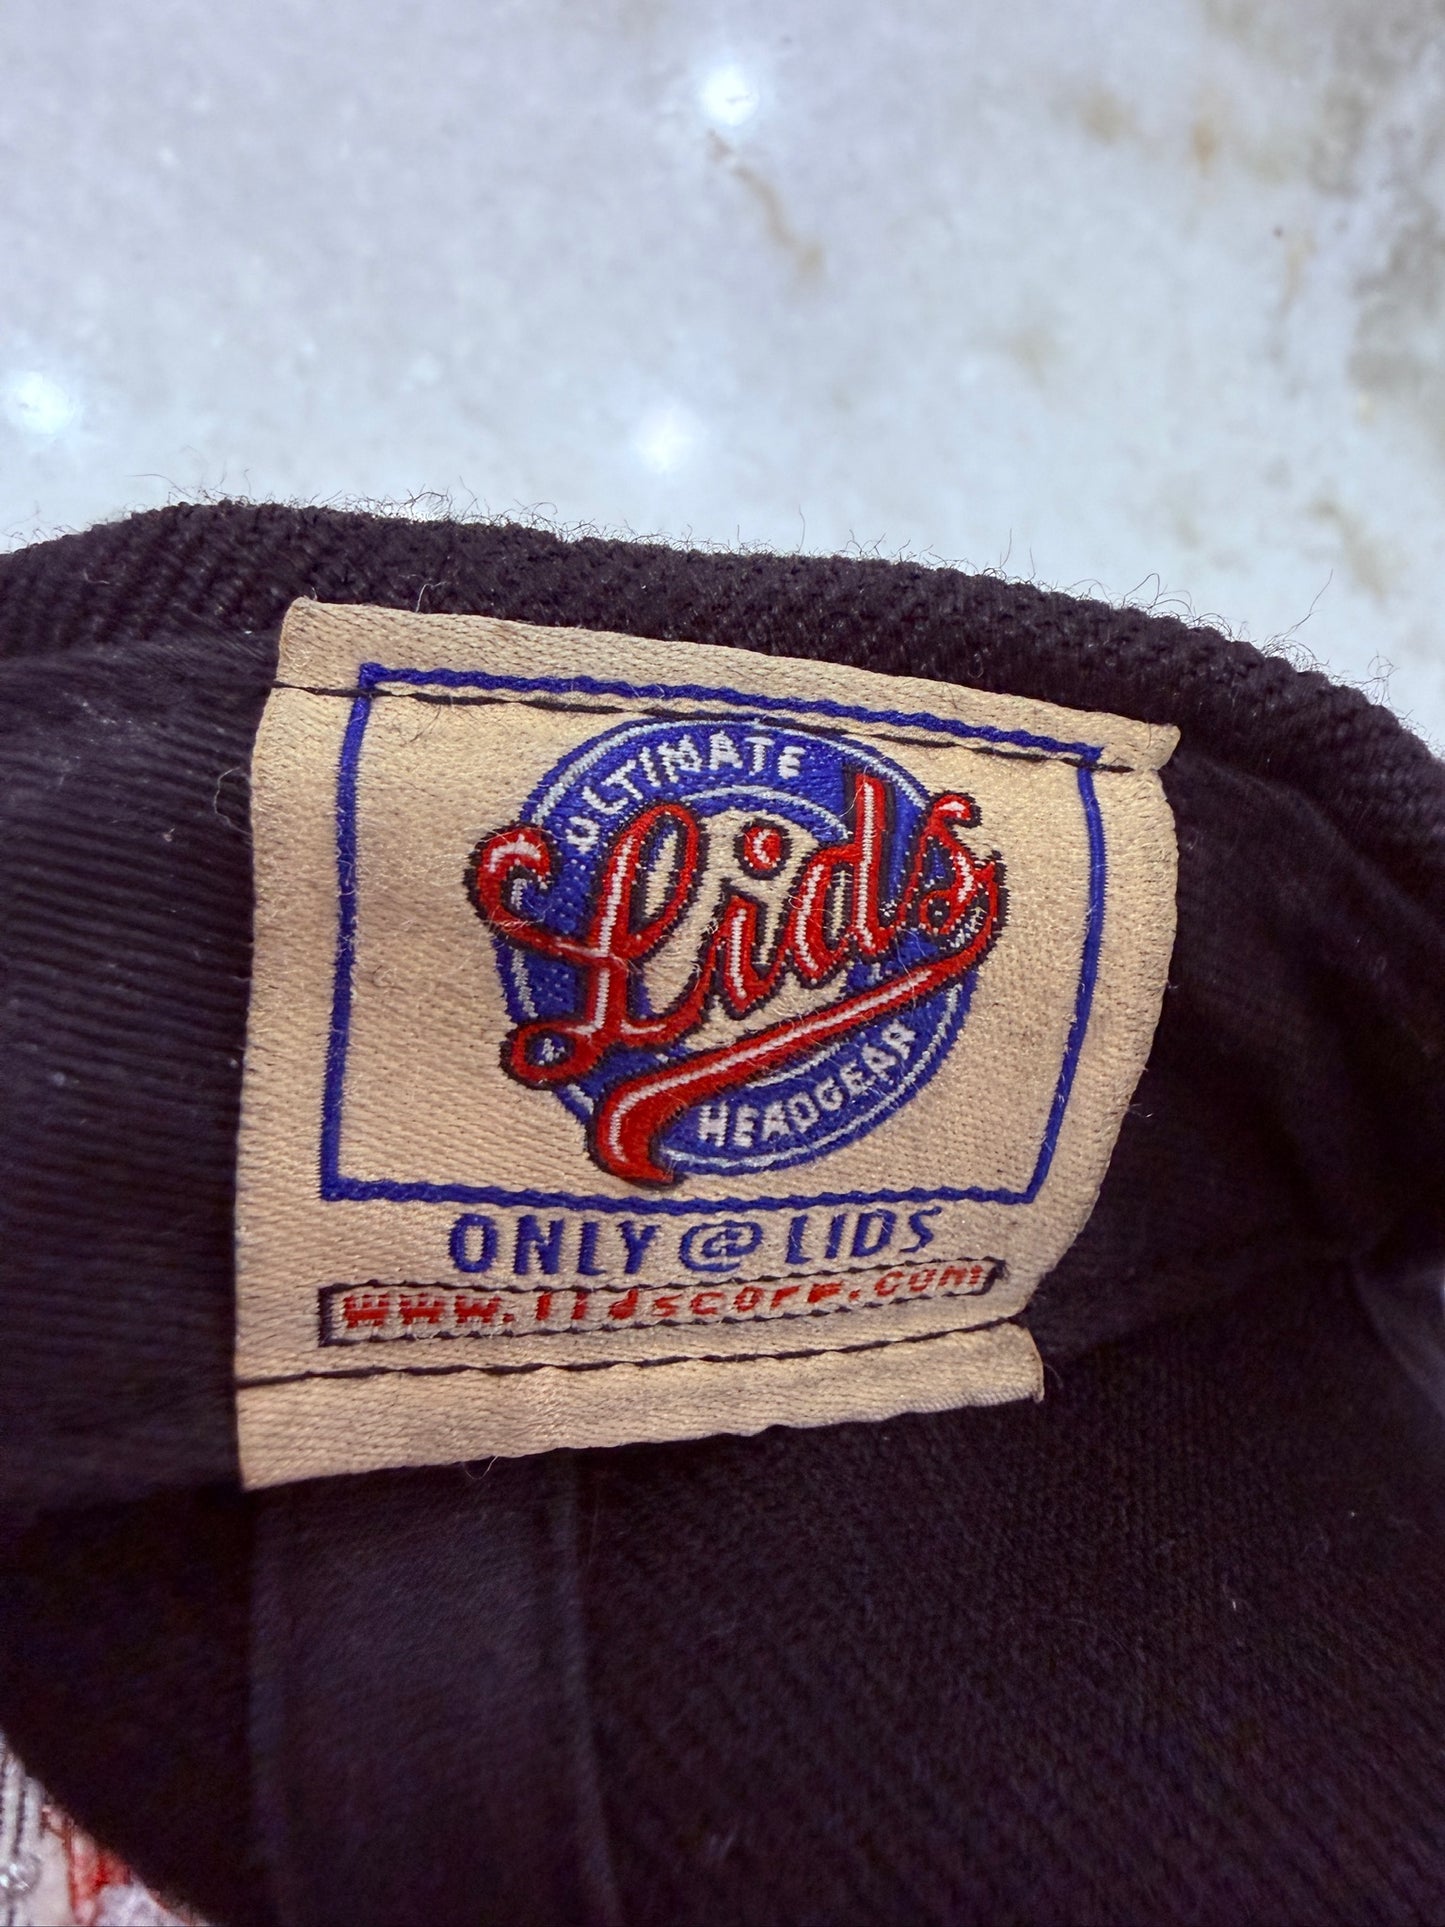 ULTIMATE
Lids
HEADGEAR
ONLY @ LIDS
www.lidscorp.com